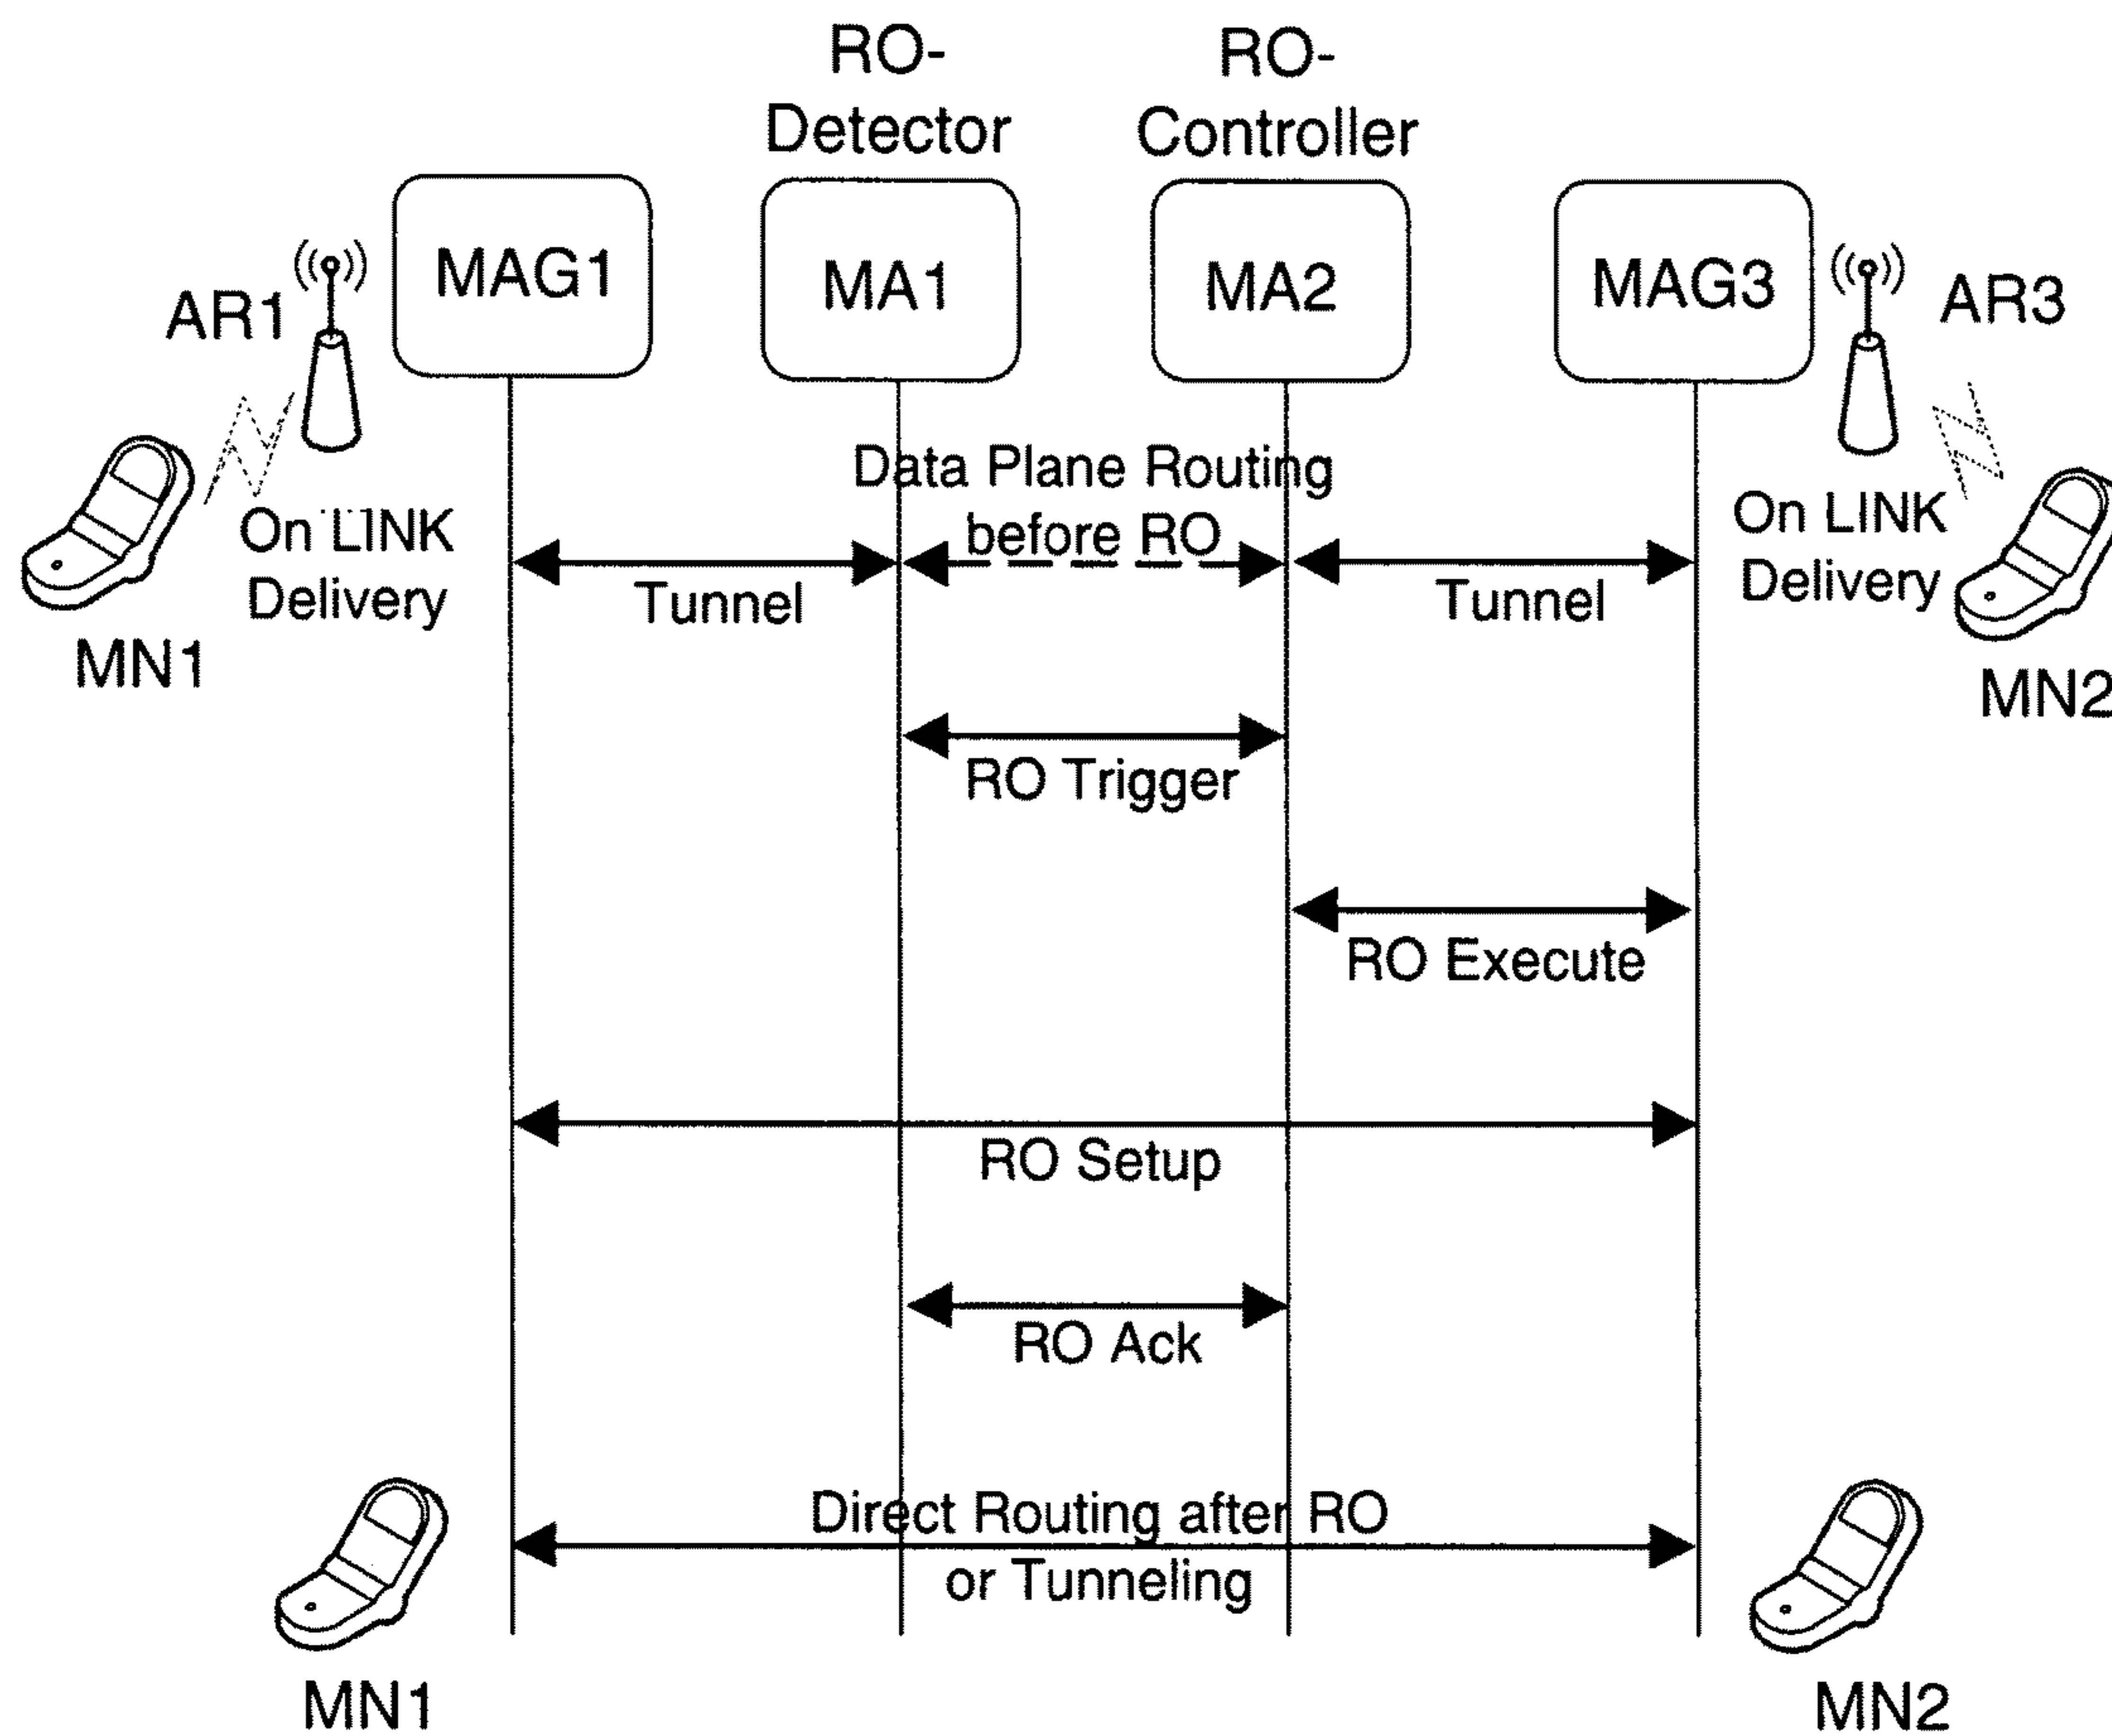 RO-
Detector
RO-
Controller
MAG1
MA1
MA2
MAG3
AR1
AR3
Data Plane Routing
before RO
On LINK
Delivery
On LINK
Delivery
Tunnel
Tunnel
MN1
MN2
RO Trigger
RO Execute
RO Setup
RO Ack
Direct Routing after RO
or Tunneling
MN1
MN2